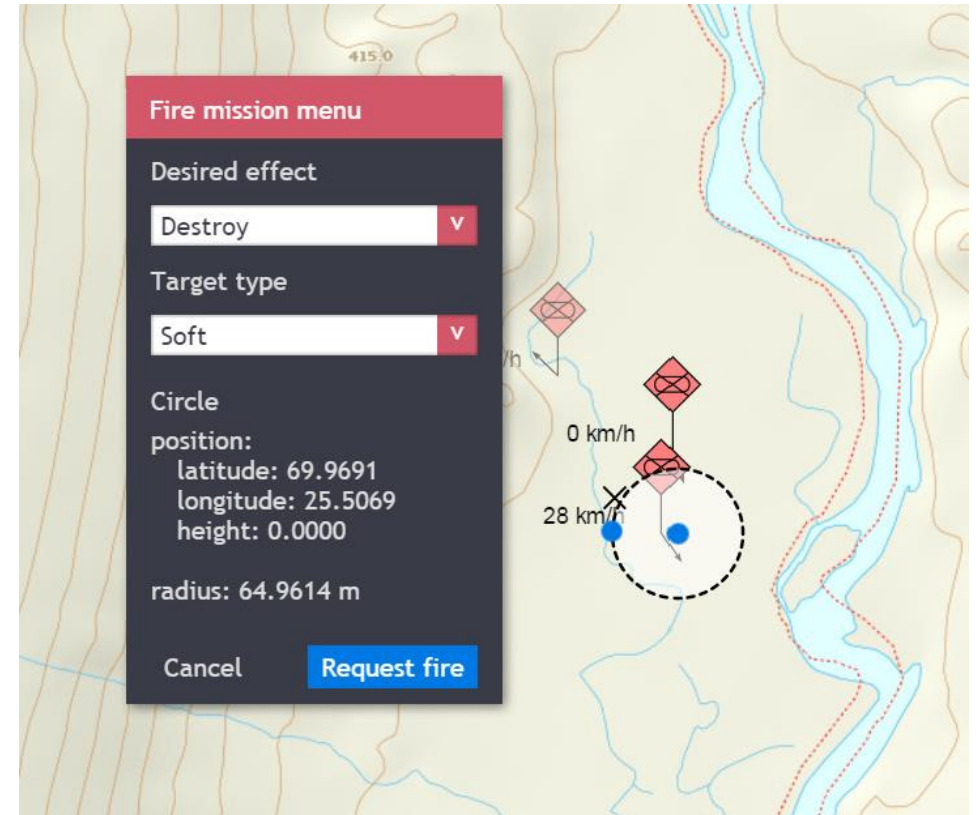 415.0
Fire mission menu
Desired effect
Destroy
v
Target type
Soft
v
/h
Circle
0 km/h
position:
latitude: 69.9691
longitude: 25.5069
28 km/h
height: 0.0000
radius: 64.9614 m
Cancel
Request fire